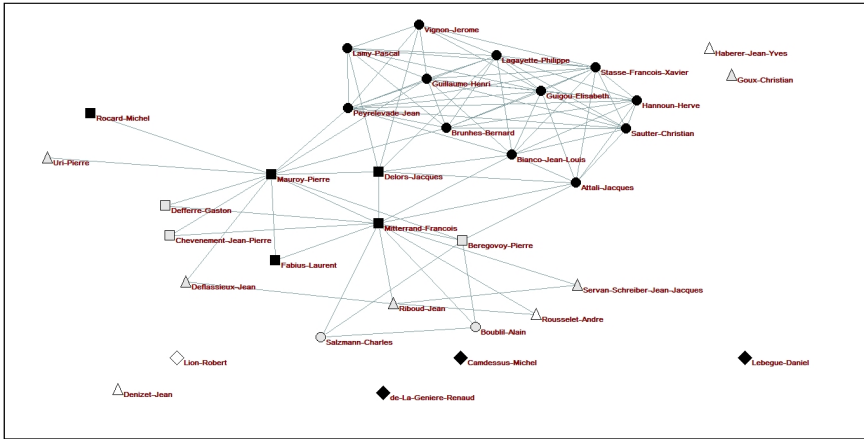 Vignon-Jerome
Lamy-Pascal
Haberer-Jean-Yves
Lagayette-Philippe
Stasse-Francois-Xavier
Goux-Christian
Guillaume-Henri
Guigou-Elisabeth
Hannoun-Herve
Peyrelevade-Jean
Rocard-Michel
Brunhes-Bernard
Sautter-Christian
Bianco-Jean-Louis
Uri-Pierre
Mauroy-Pierre
Delors-Jacques
Attali-Jacques
Defferre-Gaston
Mitterrand-Francois
Chevenement-Jean-Pierre
Beregovoy-Pierre
Fabius-Laurent
Deflassieux-Jean
Servan-Schreiber-Jean-Jacques
Riboud-Jean
Rousselet-Andre
Boublil-Alain
Salzmann-Charles
Lion-Robert
Camdessus-Michel
Lebegue-Daniel
Denizet-Jean
de-La-Geniere-Renaud